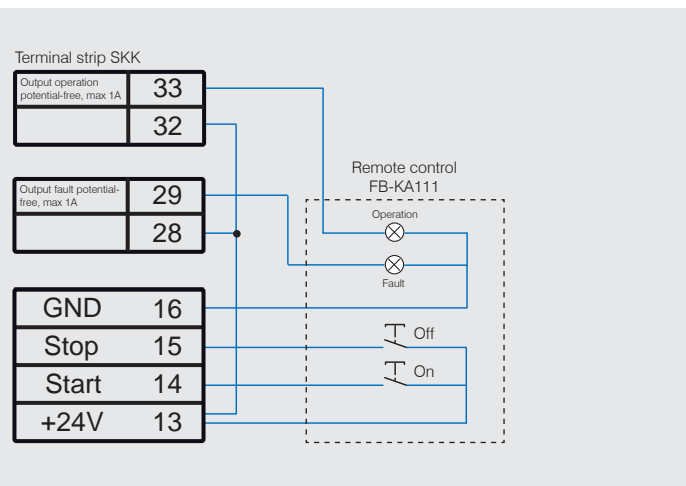 Terminal strip SKK
Output operation
potential-free, max 1A
33
32
Output fault potential-
free, max 1A
29
28
GND 16
Stop 15
Start 14
+24V 13
Remote control
FB-KA111
Operation
Fault
Off
On